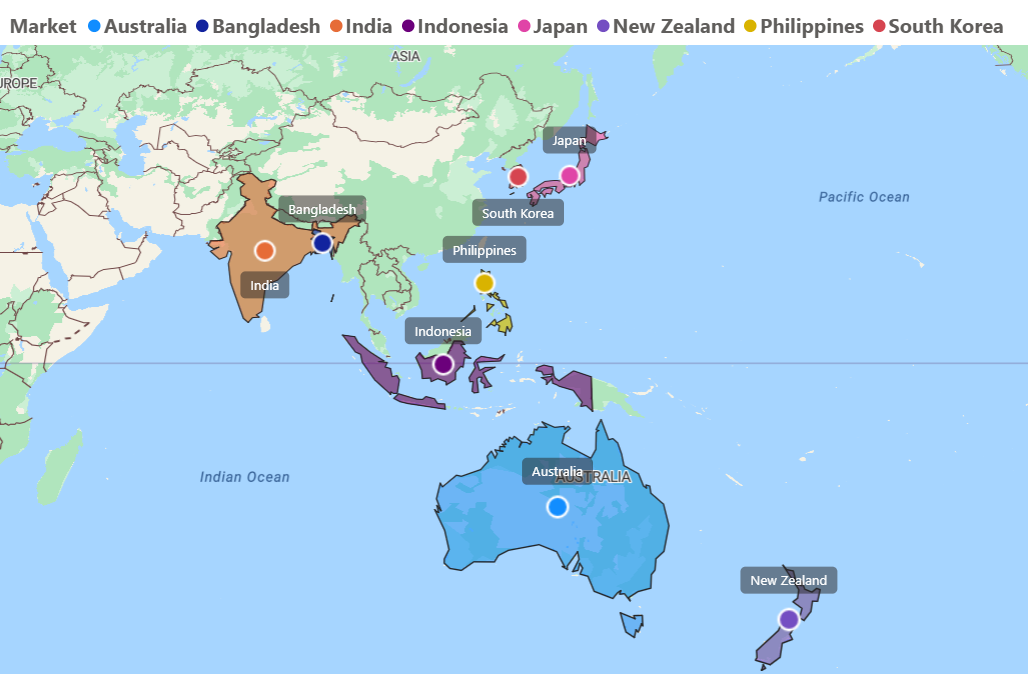 Market Australia Bangladesh India Indonesia Japan New Zealand Philippines South Korea
ASIA
UROPE
Japan
Pacific Ocean
Bangladesh
South Korea
Philippines
India
Indonesia
Australia
AUSTRALIA
Indian Ocean
New Zealand